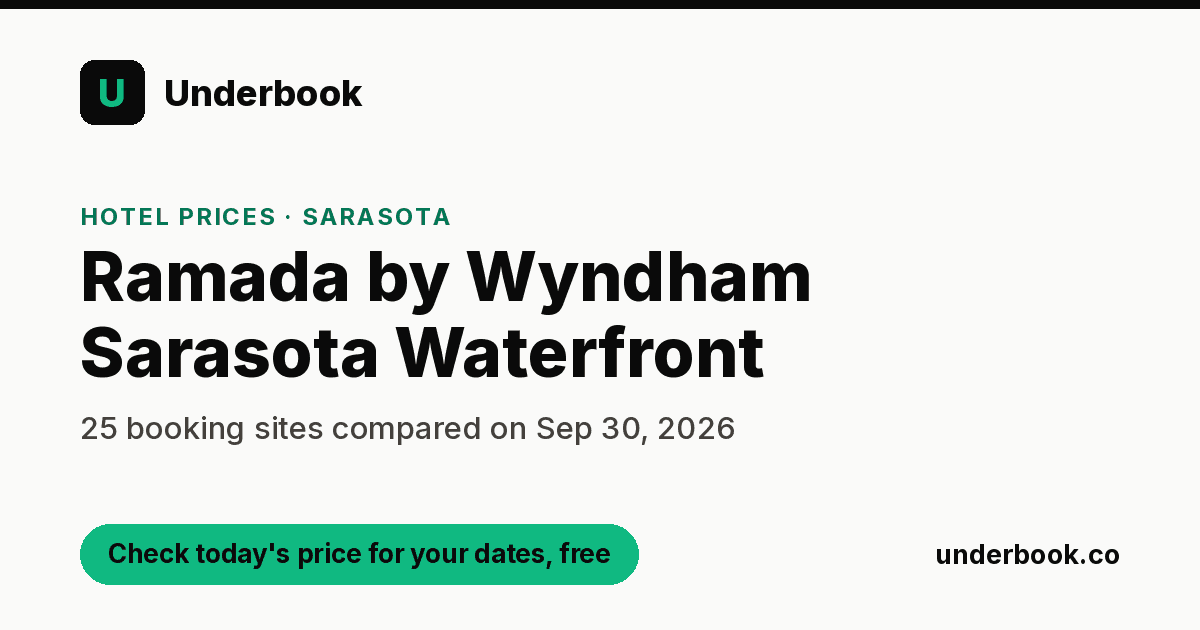 U
Underbook
HOTEL PRICES · SARASOTA
Ramada by Wyndham
Sarasota Waterfront
25 booking sites compared on Sep 30, 2026
Check today's price for your dates, free
underbook.co